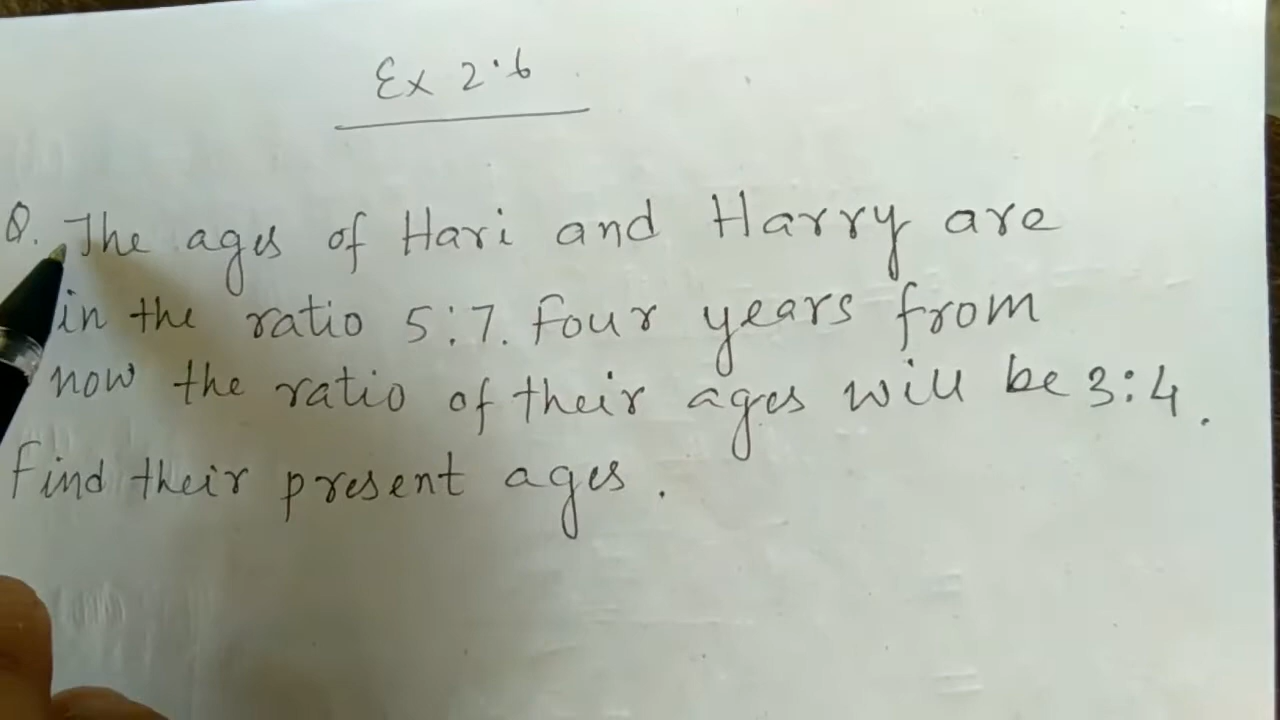 Ex 2.6
Q. The ages of Hari and Harry are
in the ratio 5:7. Four years from
now the ratio of their ages will be 3:4.
Find their present ages.